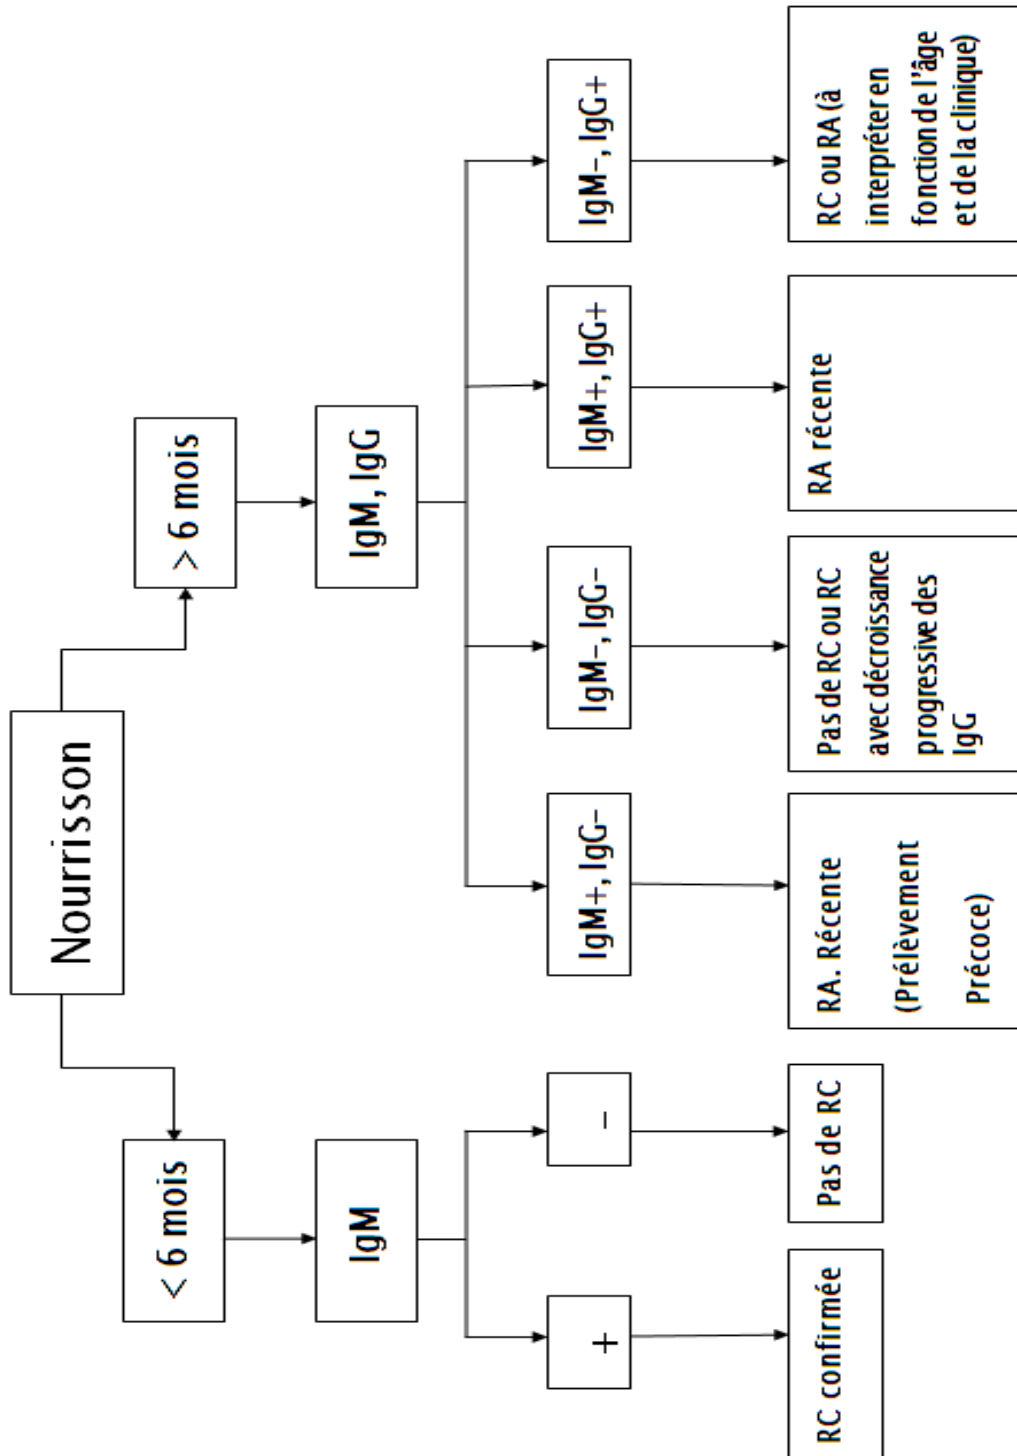 Nourrisson
< 6 mois
> 6 mois
IgM
IgM, IgG
+
-
IgM+, IgG-
IgM-, IgG-
IgM+, IgG+
IgM-, IgG+
RC confirmée
Pas de RC
RA. Récente
(Prélèvement
Précoce)
Pas de RC ou RC
avec décroissance
progressive des
IgG
RA récente
RC ou RA (à
interpréter en
fonction de l'âge
et de la clinique)